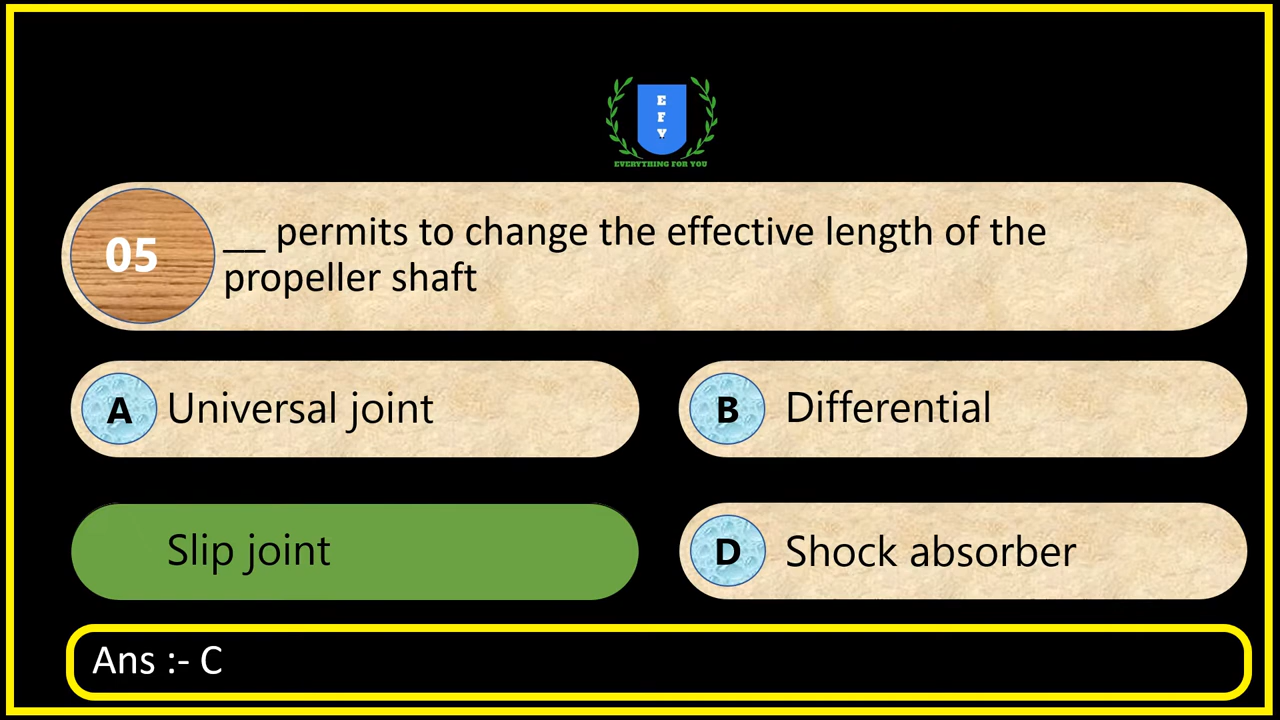 E
F
Y
EVERYTHING FOR YOU
05
__ permits to change the effective length of the
propeller shaft
A Universal joint
B Differential
Slip joint
D Shock absorber
Ans :- C